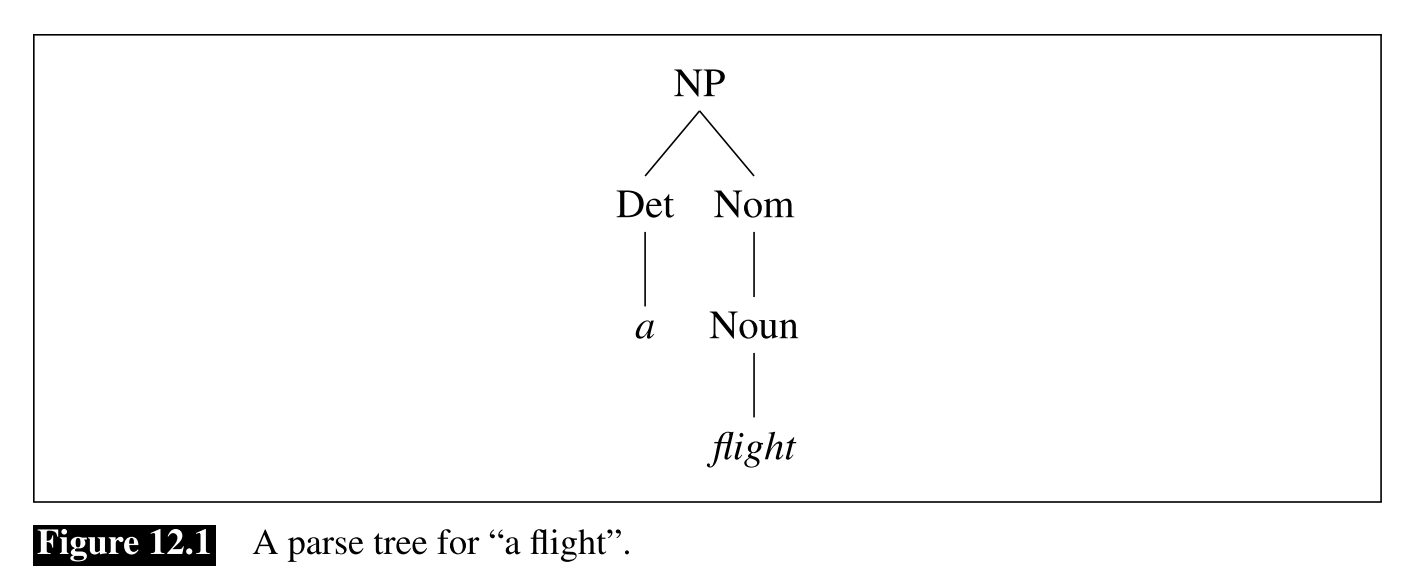 NP
Det Nom
a Noun
flight
Figure 12.1 A parse tree for “a flight”.